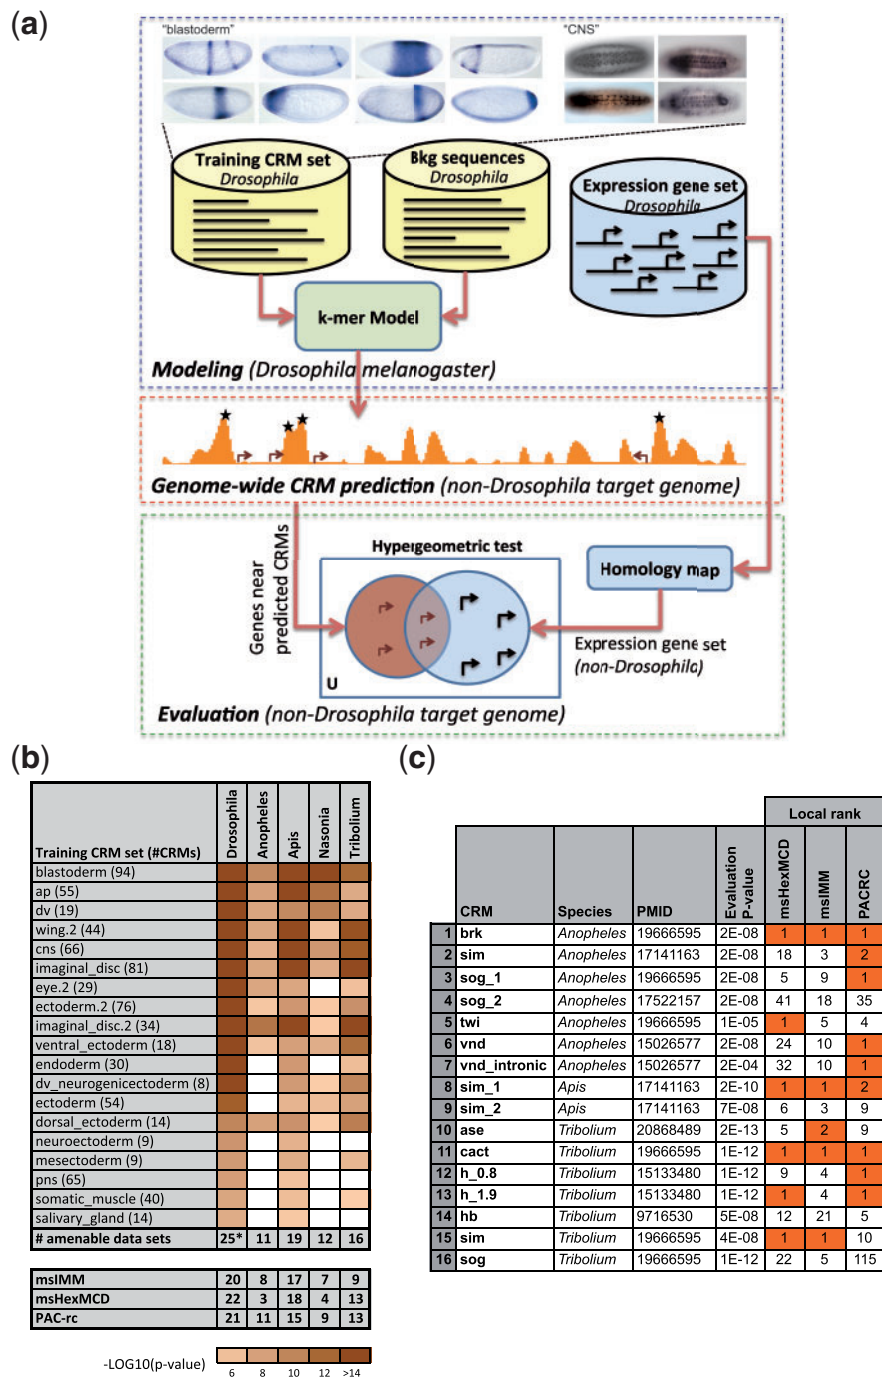 (a)
"blastoderm"
"CNS"
Training CRM set
Drosophila
Bkg sequences
Drosophila
Expression gene set
Drosophila
k-mer Model
Modeling (Drosophila melanogaster)
Genome-wide CRM prediction (non-Drosophila target genome)
Genes near
predicted CRMs
Hypergeometric test
U
Homology map
Expression gene set
(non-Drosophila)
Evaluation (non-Drosophila target genome)
(b)
Training CRM set (#CRMs) Drosophila Anopheles Apis Nasonia Tribolium
blastoderm (94)
ap (55)
dv (19)
wing.2 (44)
cns (66)
imaginal_disc (81)
eye.2 (29)
ectoderm.2 (76)
imaginal_disc.2 (34)
ventral_ectoderm (18)
endoderm (30)
dv_neurogenicectoderm (8)
ectoderm (54)
dorsal_ectoderm (14)
neuroectoderm (9)
mesectoderm (9)
pns (65)
somatic_muscle (40)
salivary_gland (14)
# amenable data sets 25* 11 19 12 16
msIMM 20 8 17 7 9
msHexMCD 22 3 18 4 13
PAC-rc 21 11 15 9 13
-LOG10(p-value)
6 8 10 12 >14
(c)
Local rank
CRM Species PMID Evaluation P-value msHexMCD msIMM PACRC
1 brk Anopheles 19666595 2E-08 1 1 1
2 sim Anopheles 17141163 2E-08 18 3 2
3 sog_1 Anopheles 19666595 2E-08 5 9 1
4 sog_2 Anopheles 17522157 2E-08 41 18 35
5 twi Anopheles 19666595 1E-05 1 5 4
6 vnd Anopheles 15026577 2E-08 24 10 1
7 vnd_intronic Anopheles 15026577 2E-04 32 10 1
8 sim_1 Apis 17141163 2E-10 1 1 2
9 sim_2 Apis 17141163 7E-08 6 3 9
10 ase Tribolium 20868489 2E-13 5 2 9
11 cact Tribolium 19666595 1E-12 1 1 1
12 h_0.8 Tribolium 15133480 1E-12 9 4 1
13 h_1.9 Tribolium 15133480 1E-12 1 4 1
14 hb Tribolium 9716530 5E-08 12 21 5
15 sim Tribolium 19666595 4E-08 1 1 10
16 sog Tribolium 19666595 1E-12 22 5 115